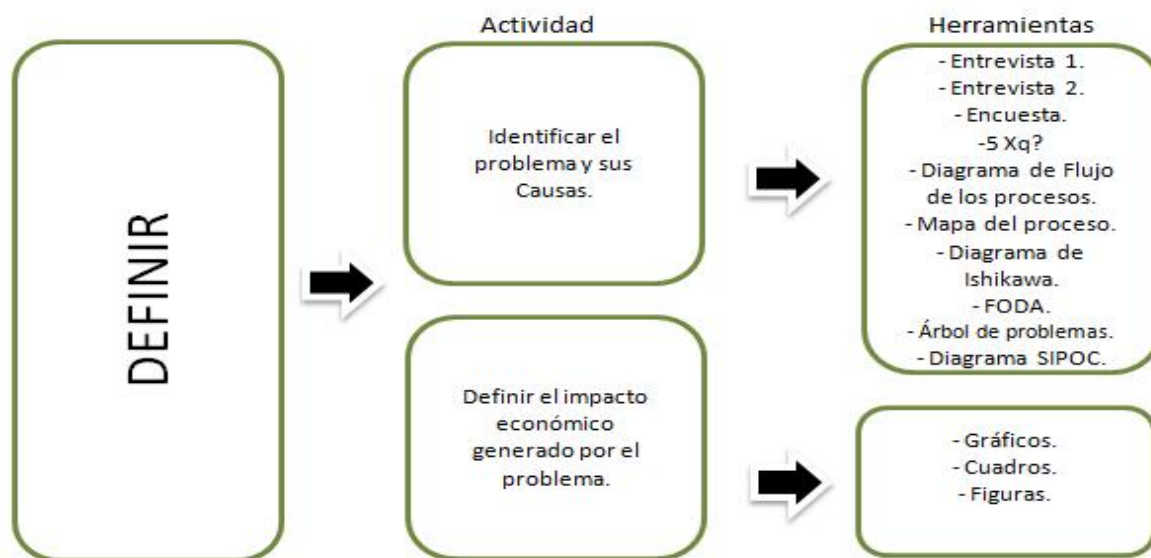 Actividad
Herramientas
DEFINIR
Identificar el
problema y sus
Causas.
- Entrevista 1.
- Entrevista 2.
- Encuesta.
-5 Xq?
- Diagrama de Flujo
de los procesos.
- Mapa del proceso.
- Diagrama de
Ishikawa.
- FODA.
- Árbol de problemas.
- Diagrama SIPOC.
Definir el impacto
económico
generado por el
problema.
- Gráficos.
- Cuadros.
- Figuras.